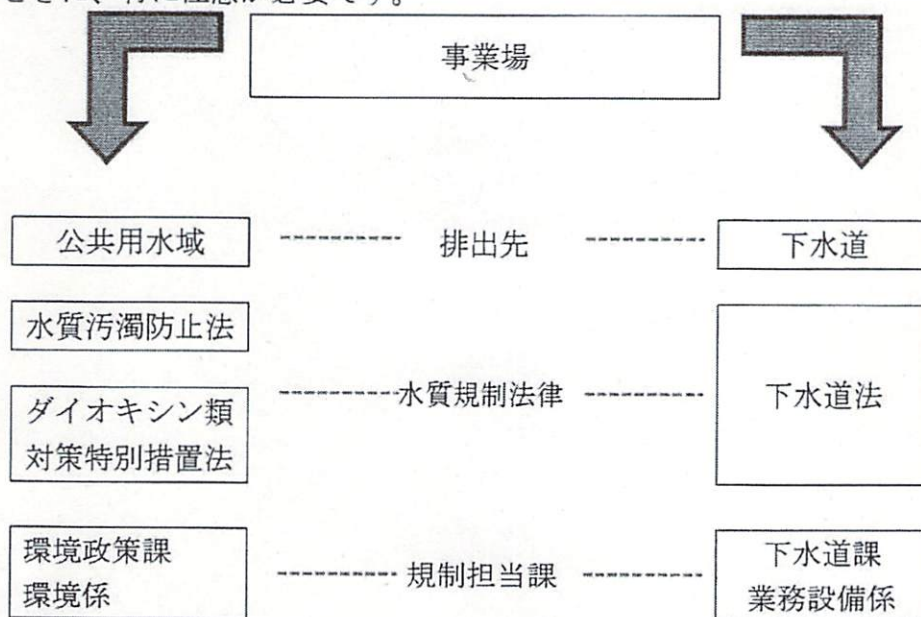 事業場
公共用水域 排出先 下水道
水質汚濁防止法
ダイオキシン類
対策特別措置法
水質規制法律 下水道法
環境政策課
環境係
規制担当課
下水道課
業務設備係